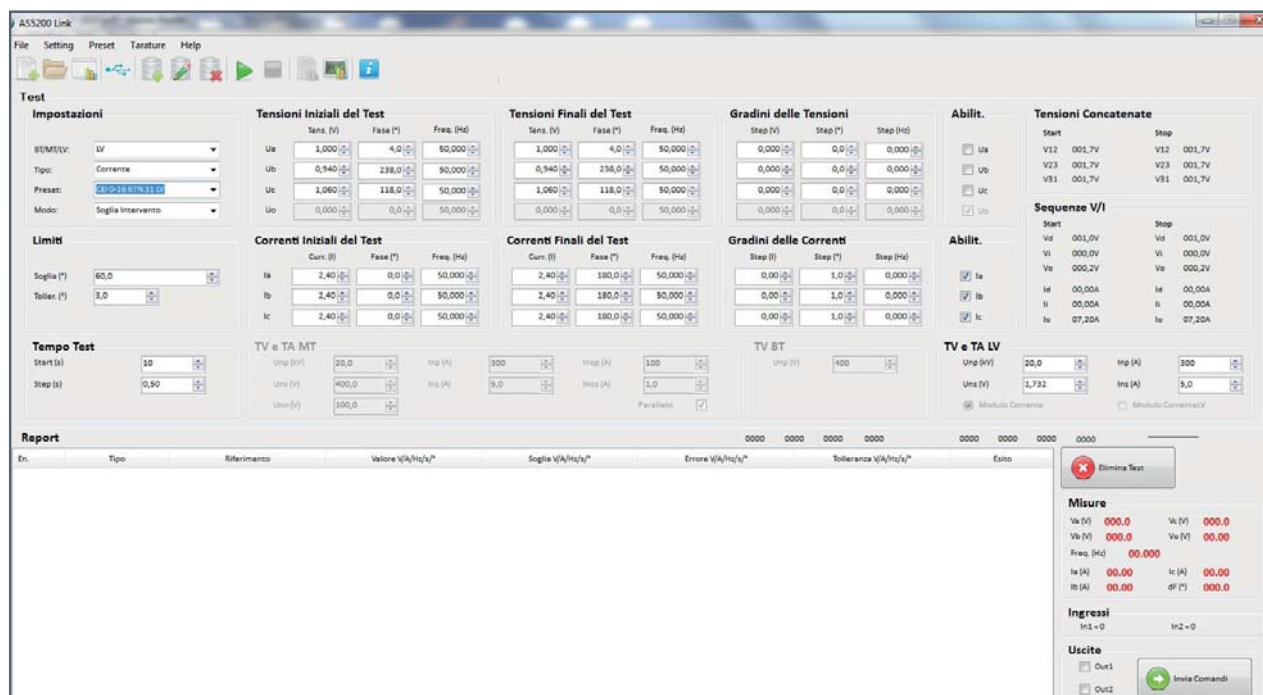 AS5200 Link
File Setting Preset Tarature Help
Test
Impostazioni
BT/MT/LV: LV
Tipo: Corrente
Preset: CEI 0-16 67N.S1 LV
Modo: Soglia Intervento
Tensioni Iniziali del Test
Tens. (V) Fase (°) Freq. (Hz)
Ua 1,000 4,0 50,000
Ub 0,940 238,0 50,000
Uc 1,060 118,0 50,000
Uo 0,000 0,0 50,000
Tensioni Finali del Test
Tens. (V) Fase (°) Freq. (Hz)
1,000 4,0 50,000
0,940 238,0 50,000
1,060 118,0 50,000
0,000 0,0 50,000
Gradini delle Tensioni
Step (V) Step (°) Step (Hz)
0,000 0,0 0,000
0,000 0,0 0,000
0,000 0,0 0,000
0,000 0,0 0,000
Abilit.
Ua
Ub
Uc
Uo
Tensioni Concatenate
Start Stop
V12 001,7V V12 001,7V
V23 001,7V V23 001,7V
V31 001,7V V31 001,7V
Sequenze V/I
Start Stop
Vd 001,0V Vd 001,0V
Vi 000,0V Vi 000,0V
Vo 000,2V Vo 000,2V
Id 00,00A Id 00,00A
Ii 00,00A Ii 00,00A
Io 07,20A Io 07,20A
Limiti
Soglia (°) 60,0
Toller. (°) 3,0
Correnti Iniziali del Test
Curr. (I) Fase (°) Freq. (Hz)
Ia 2,40 0,0 50,000
Ib 2,40 0,0 50,000
Ic 2,40 0,0 50,000
Correnti Finali del Test
Curr. (I) Fase (°) Freq. (Hz)
2,40 180,0 50,000
2,40 180,0 50,000
2,40 180,0 50,000
Gradini delle Correnti
Step (I) Step (°) Step (Hz)
0,00 1,0 0,000
0,00 1,0 0,000
0,00 1,0 0,000
Abilit.
Ia
Ib
Ic
Tempo Test
Start (s) 10
Step (s) 0,50
TV e TA MT
Unp (kV) 20,0 Inp (A) 300 Inop (A) 100
Uns (V) 400,0 Ins (A) 5,0 Inos (A) 1,0
Uno (V) 100,0 Parallelo
TV BT
Unp (V) 400
TV e TA LV
Unp (kV) 20,0 Inp (A) 300
Uns (V) 1,732 Ins (A) 5,0
Modulo Corrente Modulo CorrenteLV
Report 0000 0000 0000 0000 0000 0000 0000 0000
En. Tipo Riferimento Valore V/A/Hz/s/° Soglia V/A/Hz/s/° Errore V/A/Hz/s/° Tolleranza V/A/Hz/s/° Esito
Elimina Test
Misure
Va (V) 000.0 Vc (V) 000.0
Vb (V) 000.0 Vo (V) 00.00
Freq. (Hz) 00.000
Ia (A) 00.00 Ic (A) 00.00
Ib (A) 00.00 dF (°) 000.0
Ingressi
In1 = 0 In2 = 0
Uscite
Out1
Out2
Invia Comandi